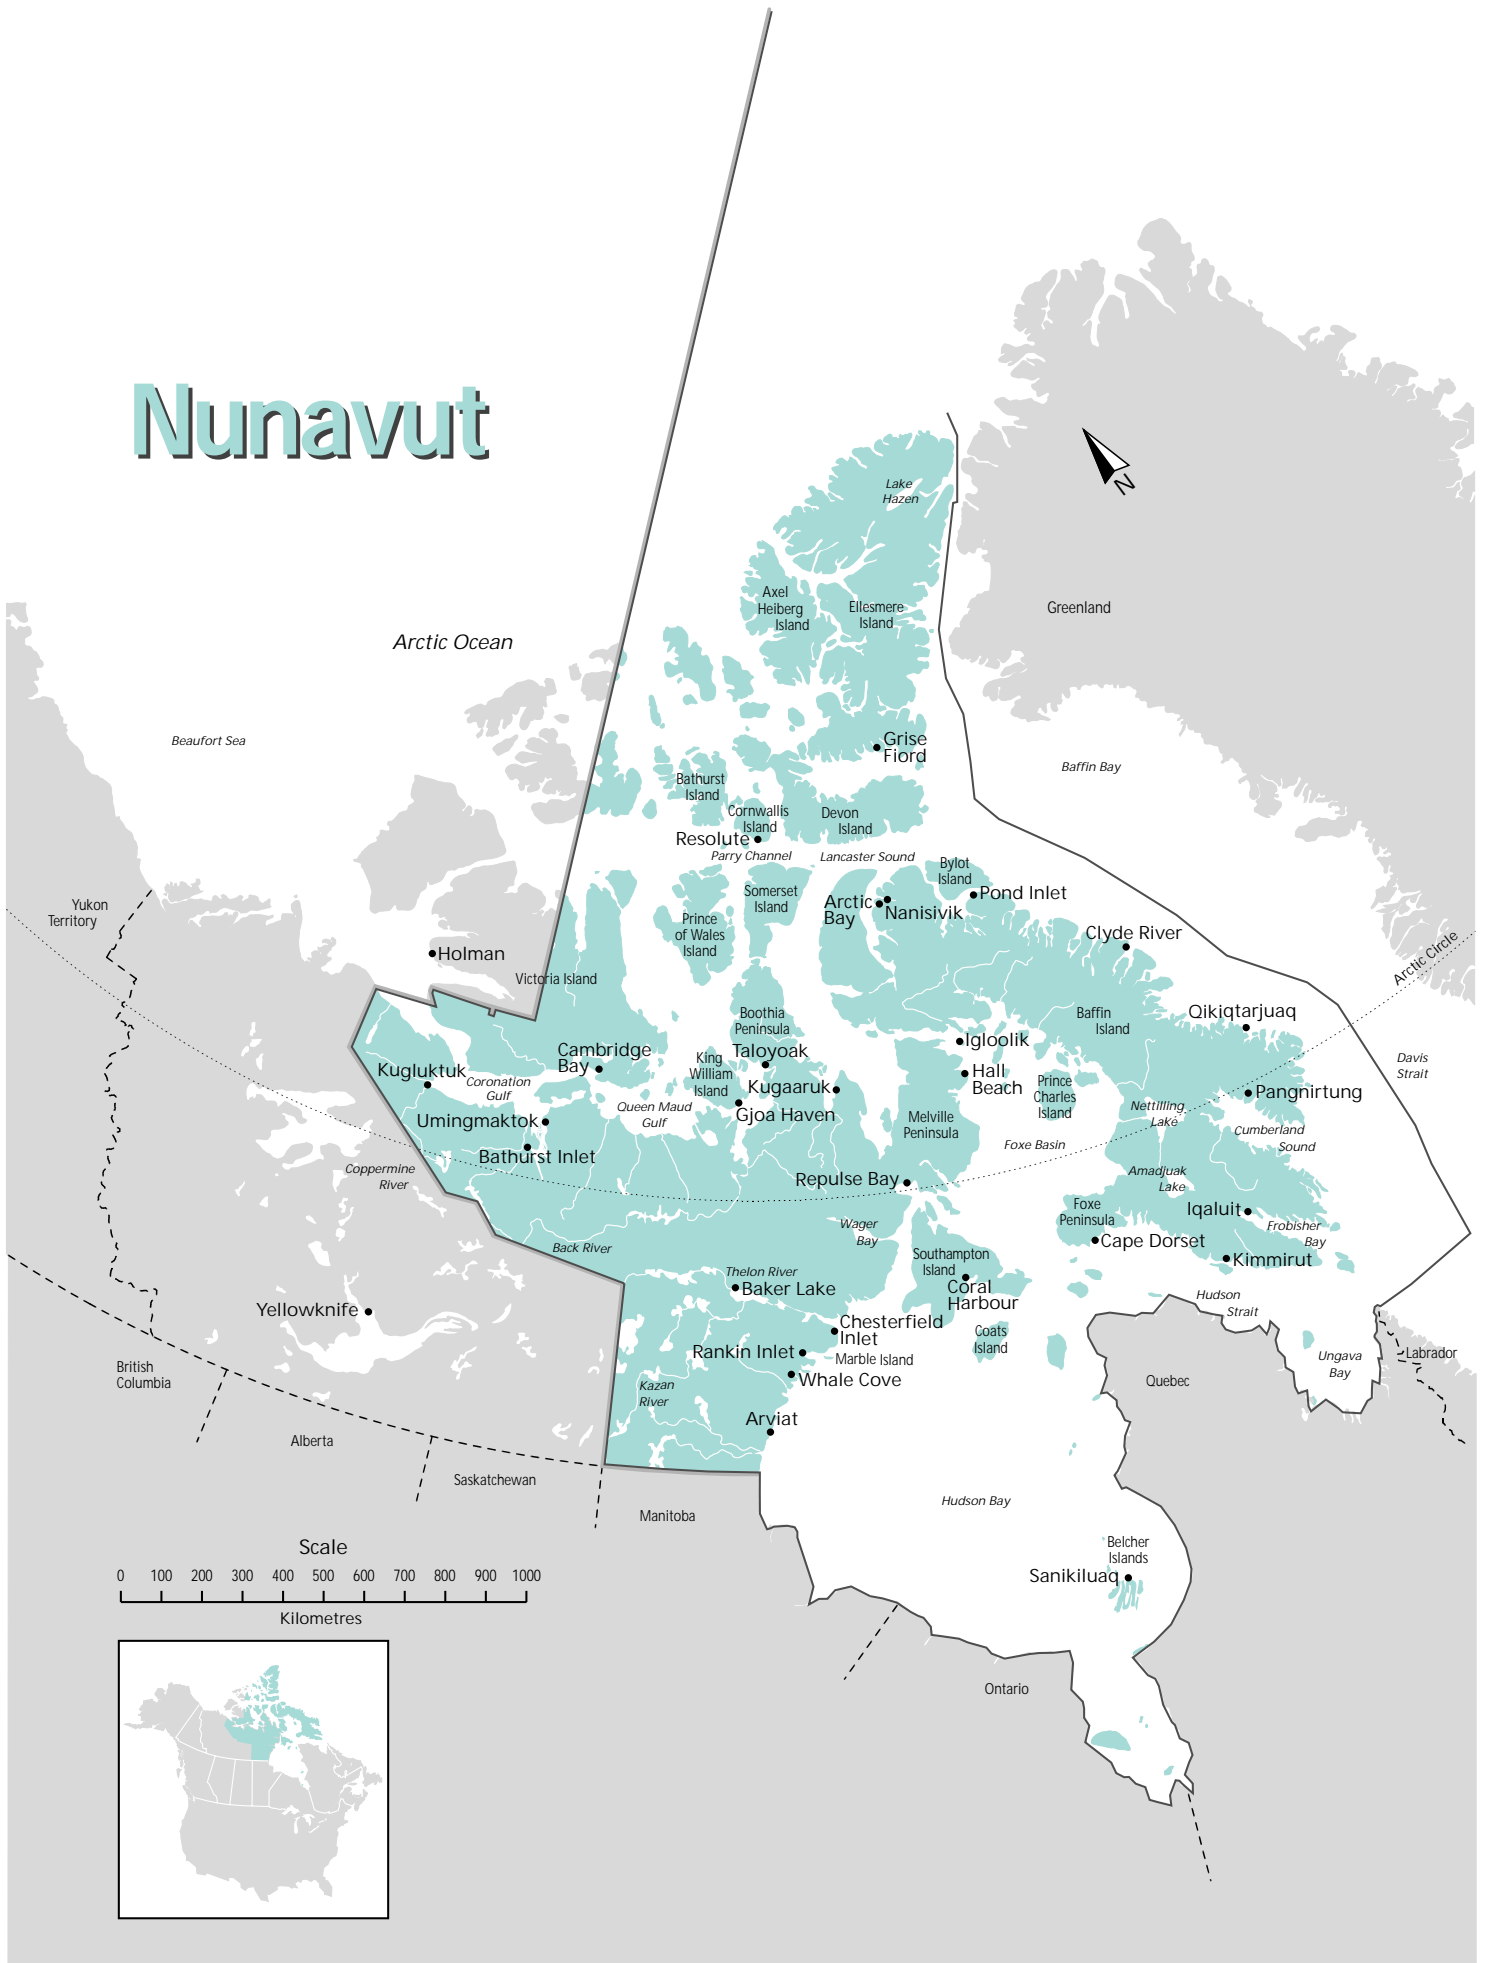 Nunavut
Lake
Hazen
Axel
Heiberg
Island
Ellesmere
Island
Greenland
Arctic Ocean
Beaufort Sea
Grise
Fiord
Baffin Bay
Bathurst
Island
Cornwallis
Island
Devon
Island
Resolute
Parry Channel
Lancaster Sound
Bylot
Island
Pond Inlet
Somerset
Island
Arctic
Bay
Nanisivik
Yukon
Territory
Prince
of Wales
Island
Clyde River
Arctic Circle
Holman
Victoria Island
Boothia
Peninsula
Baffin
Island
Qikiqtarjuaq
Igloolik
Cambridge
Bay
King
William
Island
Taloyoak
Hall
Beach
Davis
Strait
Kugluktuk
Coronation
Gulf
Kugaaruk
Prince
Charles
Island
Pangnirtung
Queen Maud
Gulf
Gjoa Haven
Nettilling
Lake
Umingmaktok
Melville
Peninsula
Cumberland
Sound
Foxe Basin
Bathurst Inlet
Coppermine
River
Repulse Bay
Amadjuak
Lake
Foxe
Peninsula
Iqaluit
Wager
Bay
Frobisher
Bay
Cape Dorset
Back River
Southampton
Island
Kimmirut
Thelon River
Baker Lake
Coral
Harbour
Hudson
Strait
Yellowknife
Chesterfield
Inlet
Coats
Island
Rankin Inlet
Marble Island
Labrador
Ungava
Bay
British
Columbia
Whale Cove
Quebec
Kazan
River
Arviat
Alberta
Saskatchewan
Hudson Bay
Manitoba
Belcher
Islands
Scale
0 100 200 300 400 500 600 700 800 900 1000
Sanikiluaq
Kilometres
Ontario
N